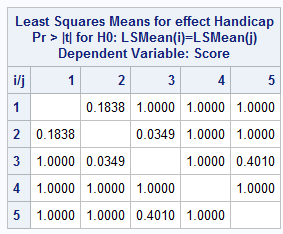 Least Squares Means for effect Handicap
Pr > |t| for H0: LSMean(i)=LSMean(j)
Dependent Variable: Score
i/j 1 2 3 4 5
1 0.1838 1.0000 1.0000 1.0000
2 0.1838 0.0349 1.0000 1.0000
3 1.0000 0.0349 1.0000 0.4010
4 1.0000 1.0000 1.0000 1.0000
5 1.0000 1.0000 0.4010 1.0000